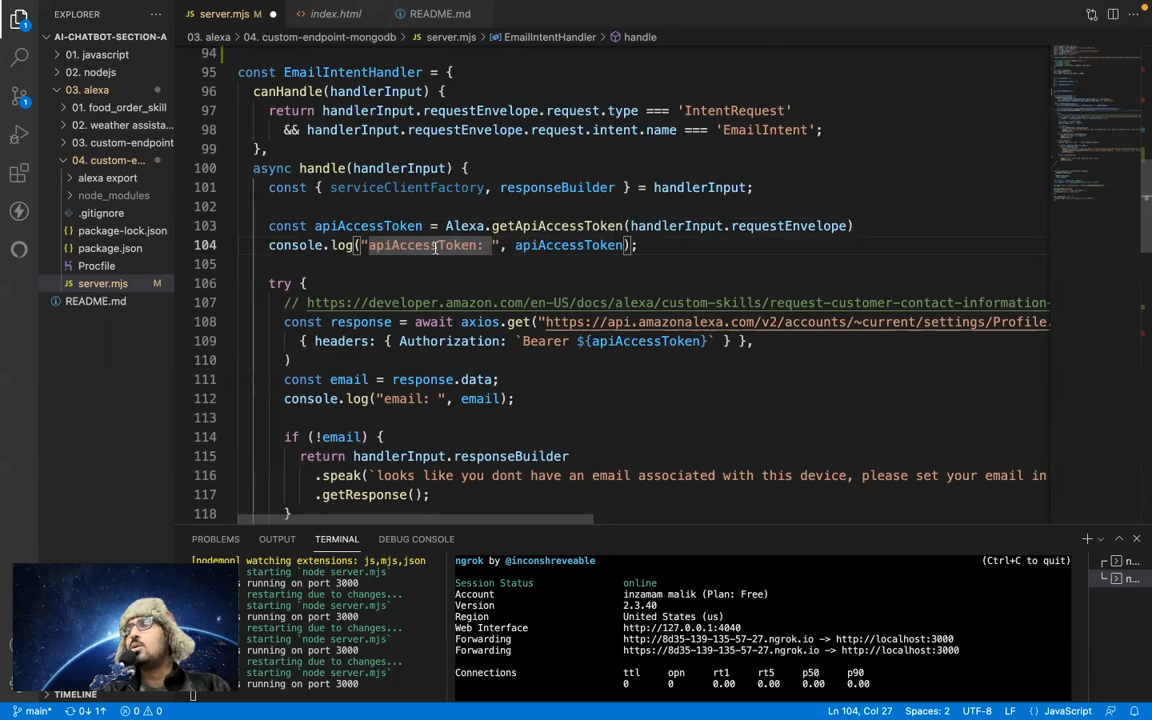 EXPLORER
server.mjs M
index.html
README.md
AI-CHATBOT-SECTION-A
01. javascript
02. nodejs
03. alexa
01. food_order_skill
02. weather assista...
03. custom-endpoint
04. custom-e...
alexa export
node_modules
.gitignore
package-lock.json
package.json
Procfile
server.mjs M
README.md
TIMELINE
03. alexa > 04. custom-endpoint-mongodb > server.mjs > EmailIntentHandler > handle
94
95 const EmailIntentHandler = {
96 canHandle(handlerInput) {
97 return handlerInput.requestEnvelope.request.type === 'IntentRequest'
98 && handlerInput.requestEnvelope.request.intent.name === 'EmailIntent';
99 },
100 async handle(handlerInput) {
101 const { serviceClientFactory, responseBuilder } = handlerInput;
102
103 const apiAccessToken = Alexa.getApiAccessToken(handlerInput.requestEnvelope)
104 console.log("apiAccessToken: ", apiAccessToken);
105
106 try {
107 // https://developer.amazon.com/en-US/docs/alexa/custom-skills/request-customer-contact-information-
108 const response = await axios.get("https://api.amazonalexa.com/v2/accounts/~current/settings/Profile.
109 { headers: { Authorization: `Bearer ${apiAccessToken}` } },
110 )
111 const email = response.data;
112 console.log("email: ", email);
113
114 if (!email) {
115 return handlerInput.responseBuilder
116 .speak(`looks like you dont have an email associated with this device, please set your email in
117 .getResponse();
118 }
PROBLEMS OUTPUT TERMINAL DEBUG CONSOLE
[nodemon] watching extensions: js,mjs,json
starting `node server.mjs`
running on port 3000
restarting due to changes...
starting `node server.mjs`
running on port 3000
restarting due to changes...
starting `node server.mjs`
running on port 3000
restarting due to changes...
starting `node server.mjs`
running on port 3000
ngrok by @inconshreveable (Ctrl+C to quit)
Session Status online
Account inzamam malik (Plan: Free)
Version 2.3.40
Region United States (us)
Web Interface http://127.0.0.1:4040
Forwarding http://8d35-139-135-57-27.ngrok.io -> http://localhost:3000
Forwarding https://8d35-139-135-57-27.ngrok.io -> http://localhost:3000
Connections ttl opn rt1 rt5 p50 p90
0 0 0.00 0.00 0.00 0.00
n...
n...
main* 0↓ 1↑ 0 0 Ln 104, Col 27 Spaces: 2 UTF-8 LF JavaScript